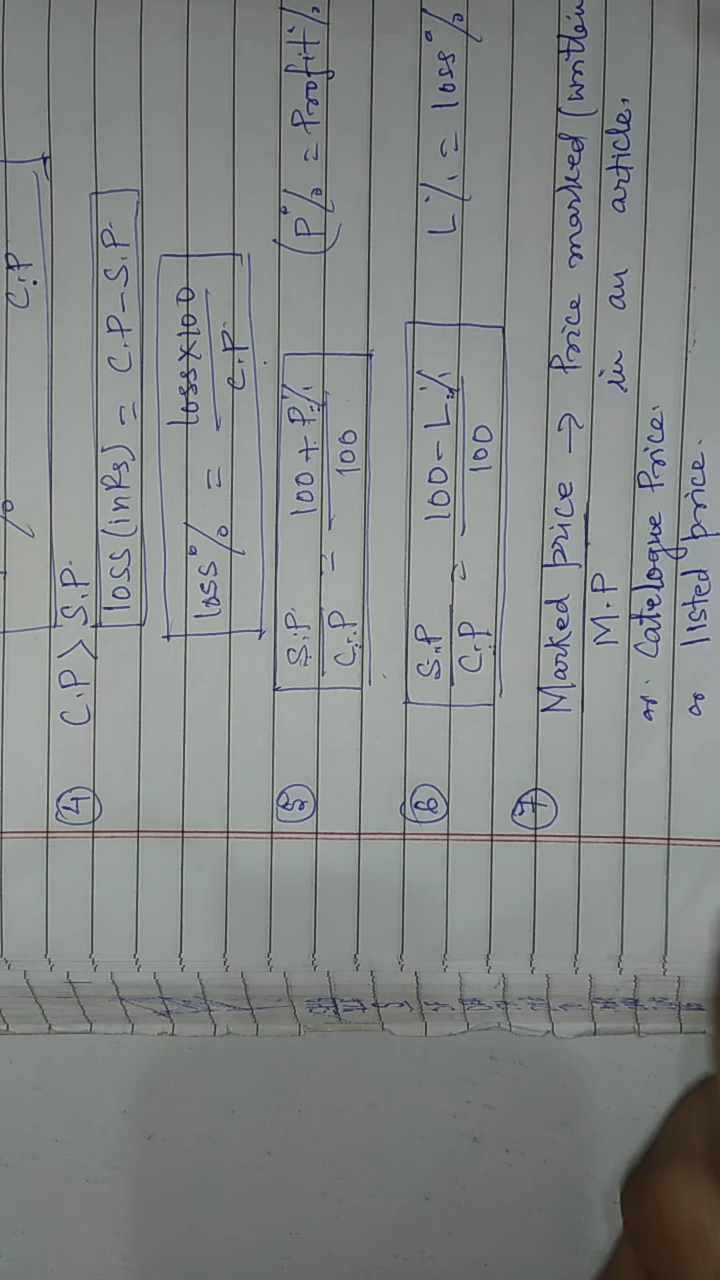 % C.P
④ C.P > S.P.
loss (in Rs) = C.P - S.P.
loss% = loss×100 / C.P.
⑤ S.P / C.P = 100 + P% / 100 (P% = Profit%
⑥ S.P / C.P = 100 - L% / 100 L% = loss%
⑦ Marked price → Price marked (written
M.P in an article.
or. Catelogue Price.
or listed price.